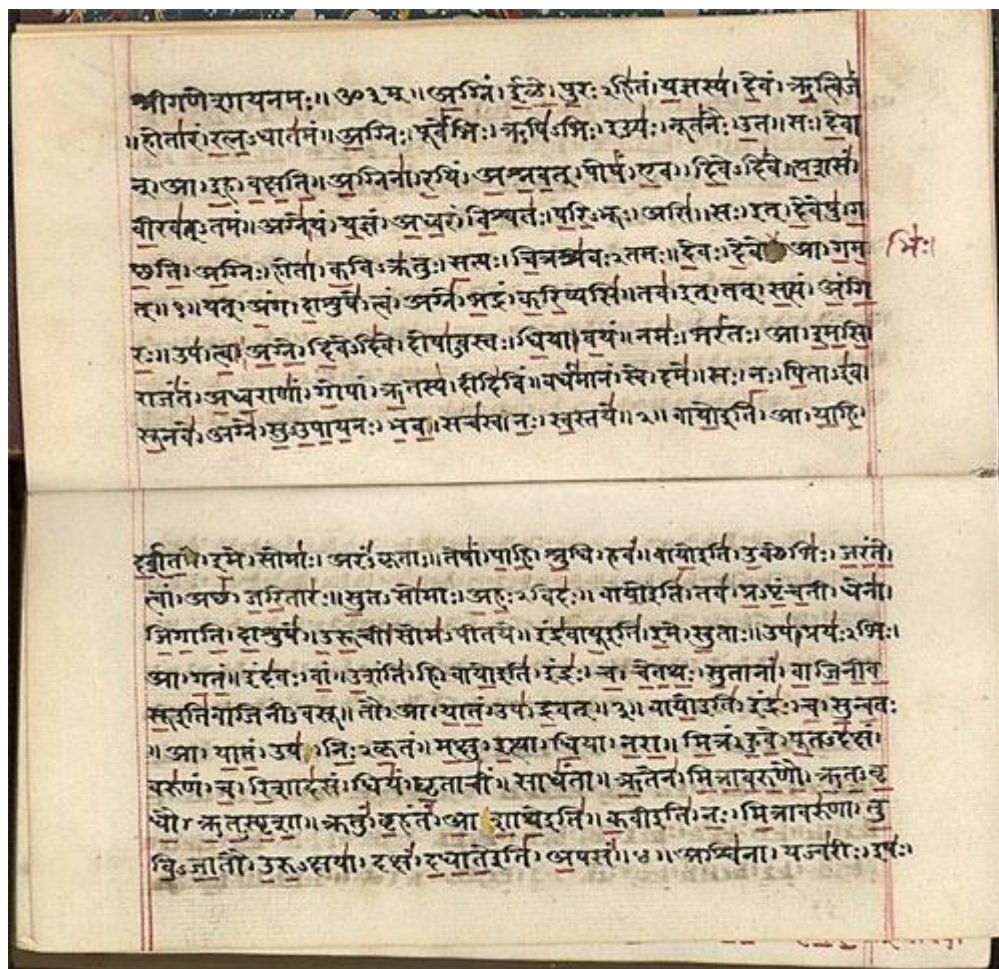 श्रीगणेशायनमः॥ ॐ३म्॥ अग्निं। ईळे। पुरःऽहितं। यज्ञस्य। देवं। ऋत्विजं
॥होतारं। रत्नऽधातमं॥ अग्निः। पूर्वेभिः। ऋषिऽभिः। ईड्यः। नूतनैः। उत॥ सः। देवा
न्। आ। इह। वक्षति॥ अग्निना। रयिं। अश्नवत्। पोषं। एव। दिवेऽदिवे॥ यशसं
वीरवत्ऽतमं॥ अग्ने। यं। यज्ञं। अध्वरं। विश्वतः। परिऽभूः। असि॥ सः। इत्। देवेषु। ग
छति। अग्निः। होता। कविऽक्रतुः। सत्यः। चित्रश्रवःऽतमः॥ देवः। देवे आ। गम
भिः।
त्॥१॥ यत्। अंग। दाशुषे। त्वं। अग्ने। भद्रं। करिष्यसि॥ तव। इत्। तत्। सत्यं। अंगि
रः॥ उप। त्वा। अग्ने। दिवेऽदिवे। दोषाऽवस्तः। धिया। वयं॥ नमः। भरंतः। आ। इमसि
राजंतं। अध्वराणां। गोपां। ऋतस्य। दीदिविं॥ वर्धमानं। स्वे। दमे॥ सः। नः। पिताऽइव।
सूनवे। अग्ने। सुऽउपायनः। भव॥ सचस्व। नः। स्वस्तये॥२॥ वायोइति। आ। याहि।
दर्शत। इमे। सोमाः। अरंऽकृताः॥ तेषां। पाहि। श्रुधि। हवं॥ वायोइति। उक्थेभिः। जरंते।
त्वां। अछ। जरितारः॥ सुतऽसोमाः। अहःऽविदः॥ वायोइति। तव। प्रऽपृंचती। धेना।
जिगाति। दाशुषे॥ उरूची। सोमऽपीतये॥ इंद्रवायूइति। इमे। सुताः॥ उप। प्रयःऽभिः।
आ। गतं॥ इंदवः। वां। उशंति। हि॥ वायोइति। इंद्रः। च। चेतथः। सुतानां। वाजिनीव
सूइतिवाजिनीऽवसू॥ तौ। आ। यातं। उप। द्रवत्॥३॥ वायोइति। इंद्रः। च। सुन्वतः
॥आ। यातं। उप। निःऽकृतं॥ मक्षु। इत्था। धिया। नरा॥ मित्रं। हुवे। पूतऽदक्षं।
वरुणं। च। रिशादसं॥ धियं। घृताचीं। साधंता॥ ऋतेन। मित्रावरुणौ। ऋतऽवृ
धौ। ऋतऽस्पृशा॥ क्रतुं। बृहंतं। आशाथेइति॥ कवीइति। नः। मित्रावरुणा। तु
विऽजातौ। उरुऽक्षया॥ दक्षं। दधातेइति। अपसं॥४॥ अश्विना। यज्वरीः। इषः।